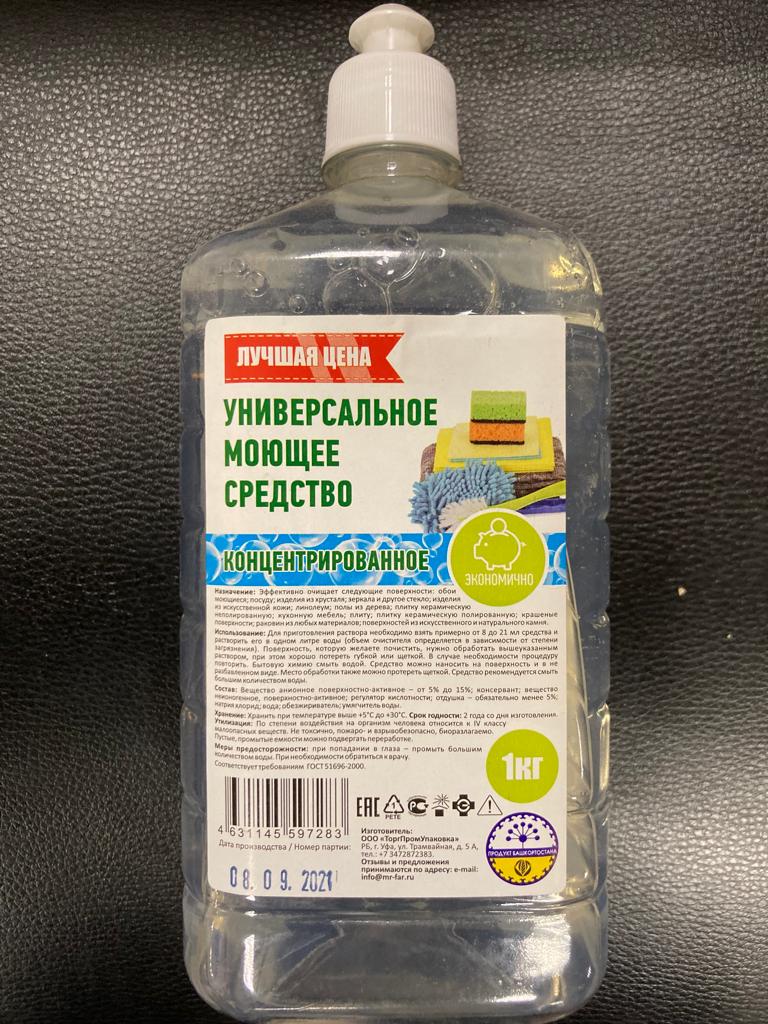 ЛУЧШАЯ ЦЕНА
УНИВЕРСАЛЬНОЕ
МОЮЩЕЕ
СРЕДСТВО
КОНЦЕНТРИРОВАННОЕ
ЭКОНОМИЧНО
Назначение: Эффективно очищает следующие поверхности: обои
моющиеся; посуду; изделия из хрусталя; зеркала и другое стекло; изделия
из искусственной кожи; линолеум; полы из дерева; плитку керамическую
неполированную; кухонную мебель; плиту; плитку керамическую полированную; крашеные
поверхности; раковин из любых материалов; поверхностей из искусственного и натурального камня.
Использование: Для приготовления раствора необходимо взять примерно от 8 до 21 мл средства и
растворить его в одном литре воды (объем очистителя определяется в зависимости от степени
загрязнения). Поверхность, которую желаете почистить, нужно обработать вышеуказанным
раствором, при этом хорошо потереть губкой или щеткой. В случае необходимости процедуру
повторить. Бытовую химию смыть водой. Средство можно наносить на поверхность и в не
разбавленном виде. Место обработки также можно протереть щеткой. Средство рекомендуется смыть
большим количеством воды.
Состав: Вещество анионное поверхностно-активное – от 5% до 15%; консервант; вещество
неионогенное, поверхностно-активное; регулятор кислотности; отдушка – обязательно менее 5%;
натрия хлорид; вода; обезжириватель; умягчитель воды.
Хранение: Хранить при температуре выше +5°С до +30°С. Срок годности: 2 года со дня изготовления.
Утилизация: По степени воздействия на организм человека относится к IV классу
малоопасных веществ. Не токсично, пожаро- и взрывобезопасно, биоразлагаемо.
Пустые, промытые емкости можно подвергать переработке.
Меры предосторожности: при попадании в глаза – промыть большим
количеством воды. При необходимости обратиться к врачу.
Соответствует требованиям ГОСТ 51696-2000.
1кг
ЕАС
PETE
4 631145 597283
Дата производства / Номер партии:
08.09.2021
Изготовитель:
ООО «ТоргПромУпаковка»
РБ, г. Уфа, ул. Трамвайная, д. 5 А,
тел.: +7 3472872383.
Отзывы и предложения
принимаются по адресу: e-mail:
info@mr-far.ru
ПРОДУКТ БАШКОРТОСТАНА